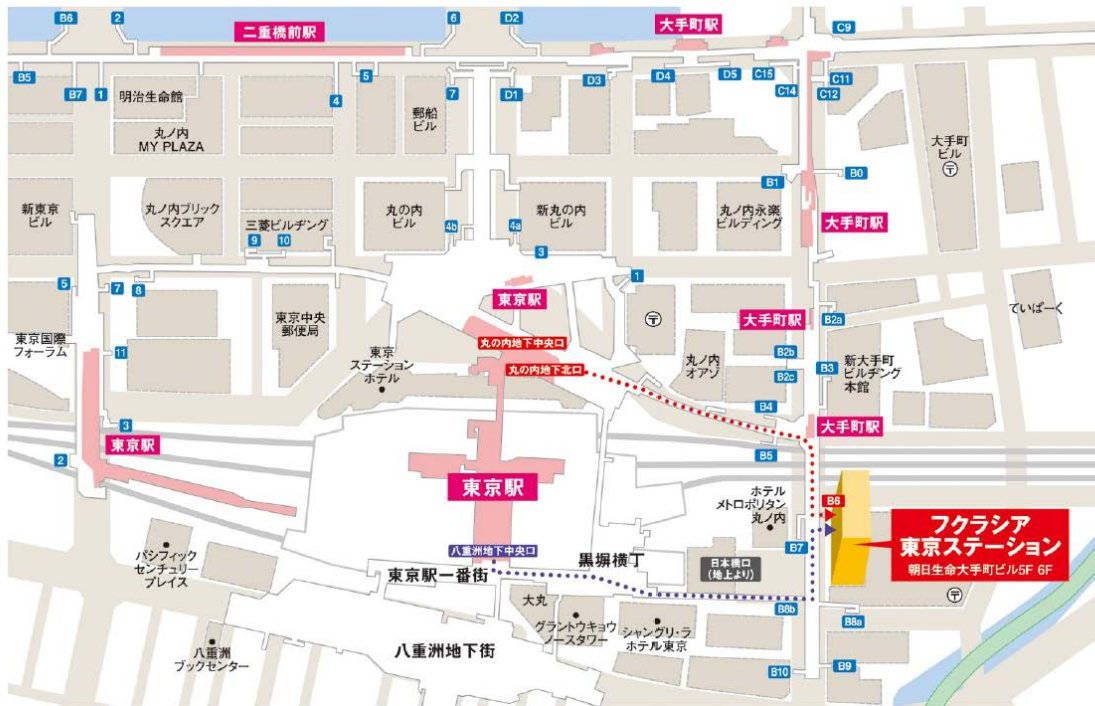 B6
2
二重橋前駅
6
D2
大手町駅
C9
B5
B7
1
明治生命館
丸ノ内
MY PLAZA
4
5
郵船
ビル
7
D1
D3
D4
D5
C15
C14
C11
C12
大手町
ビル
〒
B1
B0
新東京
ビル
丸ノ内ブリック
スクエア
三菱ビルヂング
9
10
丸の内
ビル
4b
4a
新丸の内
ビル
3
丸ノ内永楽
ビルディング
大手町駅
5
7
8
1
東京駅
〒
東京国際
フォーラム
11
東京中央
郵便局
東京
ステーション
ホテル
丸の内地下中央口
丸の内地下北口
大手町駅
丸ノ内
オアゾ
B2a
B2b
B2c
B3
新大手町
ビルヂング
本館
ていぱーく
B4
大手町駅
B5
3
東京駅
2
東京駅
ホテル
メトロポリタン
丸ノ内
B6
B7
フクラシア
東京ステーション
朝日生命大手町ビル5F 6F
パシフィック
センチュリー
プレイス
八重洲地下中央口
東京駅一番街
黒塀横丁
日本橋口
(地上より)
〒
大丸
グラントウキョウ
ノースタワー
シャングリ・ラ
ホテル東京
B8b
B8a
八重洲
ブックセンター
八重洲地下街
B10
B9